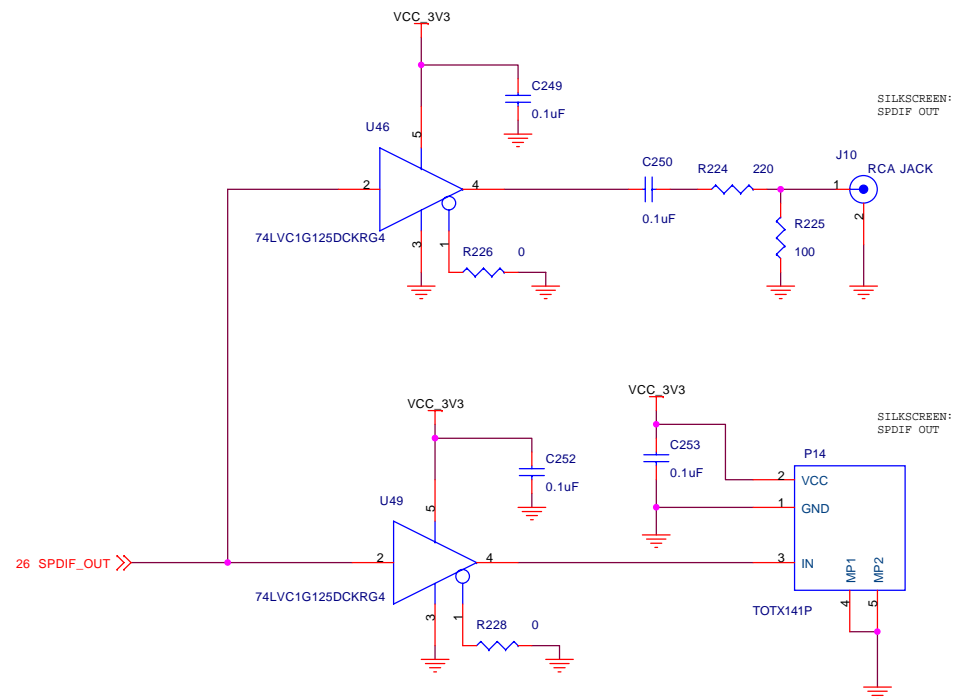 VCC_3V3
C249
0.1uF
SILKSCREEN:
SPDIF OUT
U46
5
2
4
C250
0.1uF
R224 220
J10
RCA JACK
1
2
R225
100
74LVC1G125DCKRG4
3
1
R226 0
VCC_3V3
C252
0.1uF
VCC_3V3
C253
0.1uF
SILKSCREEN:
SPDIF OUT
P14
2 VCC
1 GND
3 IN
MP1
MP2
4
5
TOTX141P
U49
5
26 SPDIF_OUT
2
4
74LVC1G125DCKRG4
3
1
R228 0